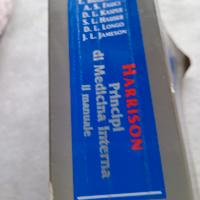 A. S. FAUCI
D. L. KASPER
S. L. HAUSER
D. L. LONGO
J. L. JAMESON
HARRISON
Principi
di Medicina Interna
il manuale